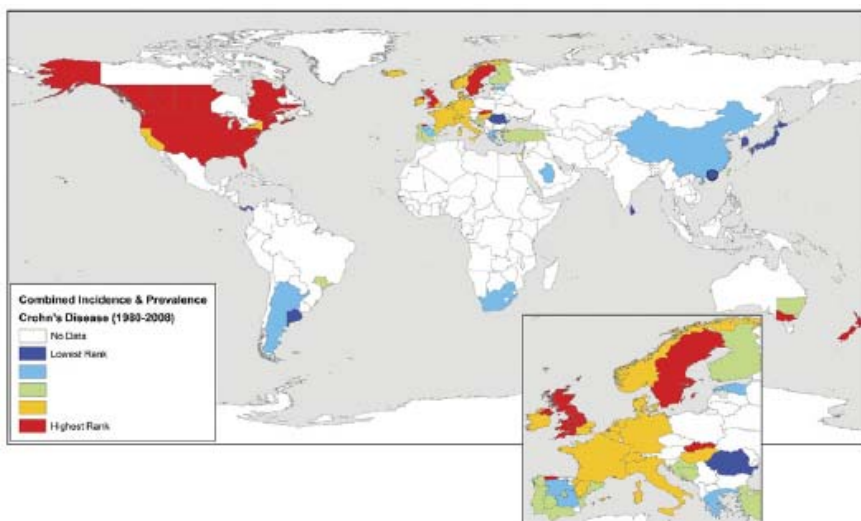 Combined Incidence & Prevalence
Crohn's Disease (1980-2008)
No Data
Lowest Rank
Highest Rank